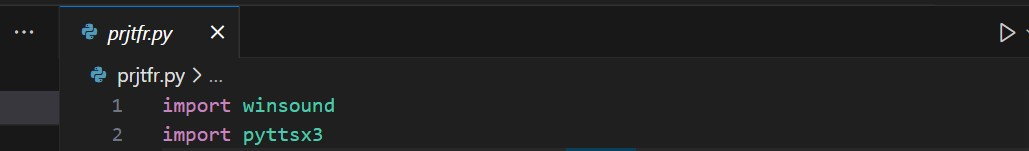 ... prjtfr.py ×
prjtfr.py > ...
1 import winsound
2 import pyttsx3